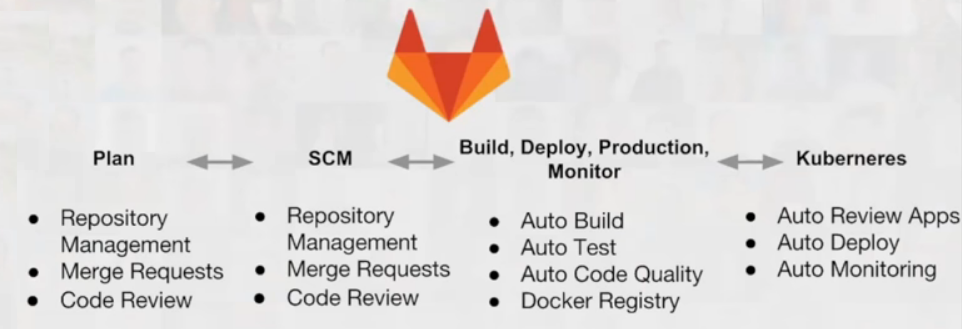 Plan
SCM
Build, Deploy, Production,
Monitor
Kuberneres
• Repository
Management
• Merge Requests
• Code Review
• Repository
Management
• Merge Requests
• Code Review
• Auto Build
• Auto Test
• Auto Code Quality
• Docker Registry
• Auto Review Apps
• Auto Deploy
• Auto Monitoring